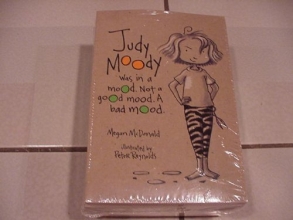 Judy
Moody
was in a
mood. Not a
good mood. A
bad mood.
Megan McDonald
illustrated by
Peter Reynolds